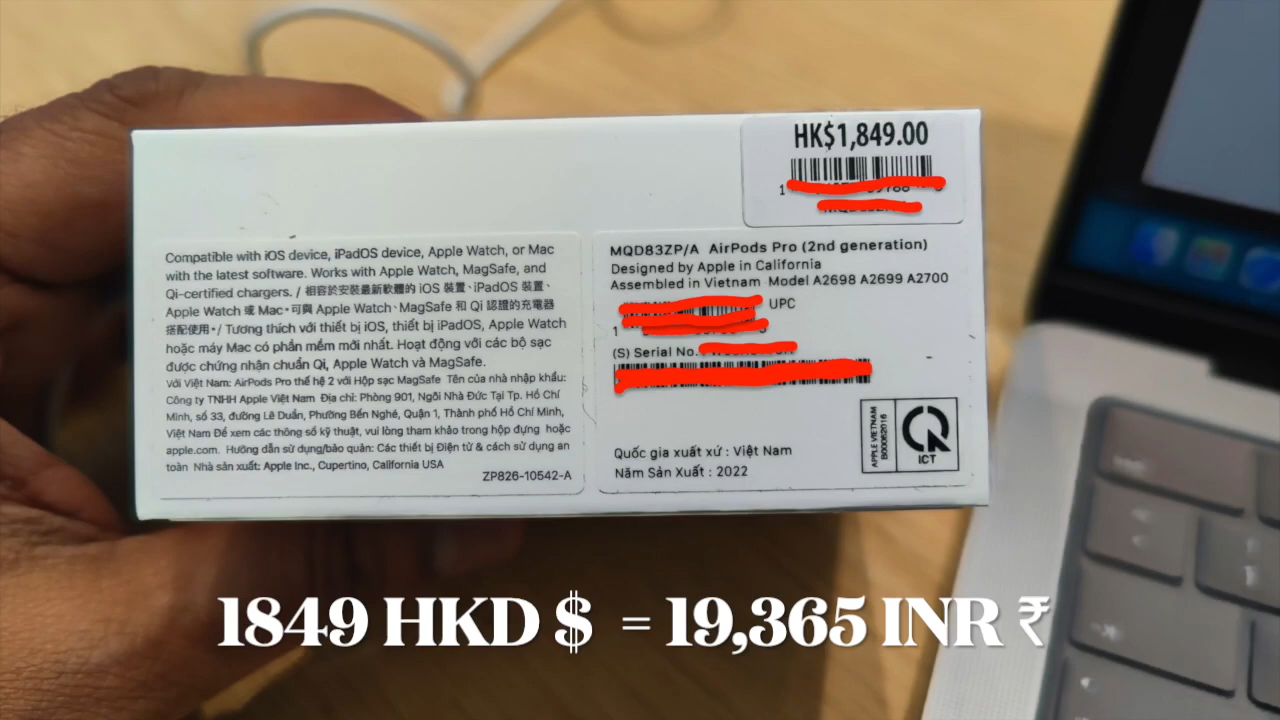 HK$1,849.00
1
Compatible with iOS device, iPadOS device, Apple Watch, or Mac
with the latest software. Works with Apple Watch, MagSafe, and
Qi-certified chargers. / 相容於安裝最新軟體的 iOS 裝置、iPadOS 裝置、
Apple Watch 或 Mac。可與 Apple Watch、MagSafe 和 Qi 認證的充電器
搭配使用。/ Tương thích với thiết bị iOS, thiết bị iPadOS, Apple Watch
hoặc máy Mac có phần mềm mới nhất. Hoạt động với các bộ sạc
được chứng nhận chuẩn Qi, Apple Watch và MagSafe.
Với Việt Nam: AirPods Pro thế hệ 2 với Hộp sạc MagSafe Tên của nhà nhập khẩu:
Công ty TNHH Apple Việt Nam Địa chỉ: Phòng 901, Ngôi Nhà Đức Tại Tp. Hồ Chí
Minh, số 33, đường Lê Duẩn, Phường Bến Nghé, Quận 1, Thành phố Hồ Chí Minh,
Việt Nam Để xem các thông số kỹ thuật, vui lòng tham khảo trong hộp đựng hoặc
apple.com. Hướng dẫn sử dụng/bảo quản: Các thiết bị Điện tử & cách sử dụng an
toàn Nhà sản xuất: Apple Inc., Cupertino, California USA
ZP826-10542-A
MQD83ZP/A AirPods Pro (2nd generation)
Designed by Apple in California
Assembled in Vietnam Model A2698 A2699 A2700
UPC
1
(S) Serial No.
Quốc gia xuất xứ : Việt Nam
Năm Sản Xuất : 2022
APPLE VIETNAM
B00062016
ICT
1849 HKD $ = 19,365 INR ₹